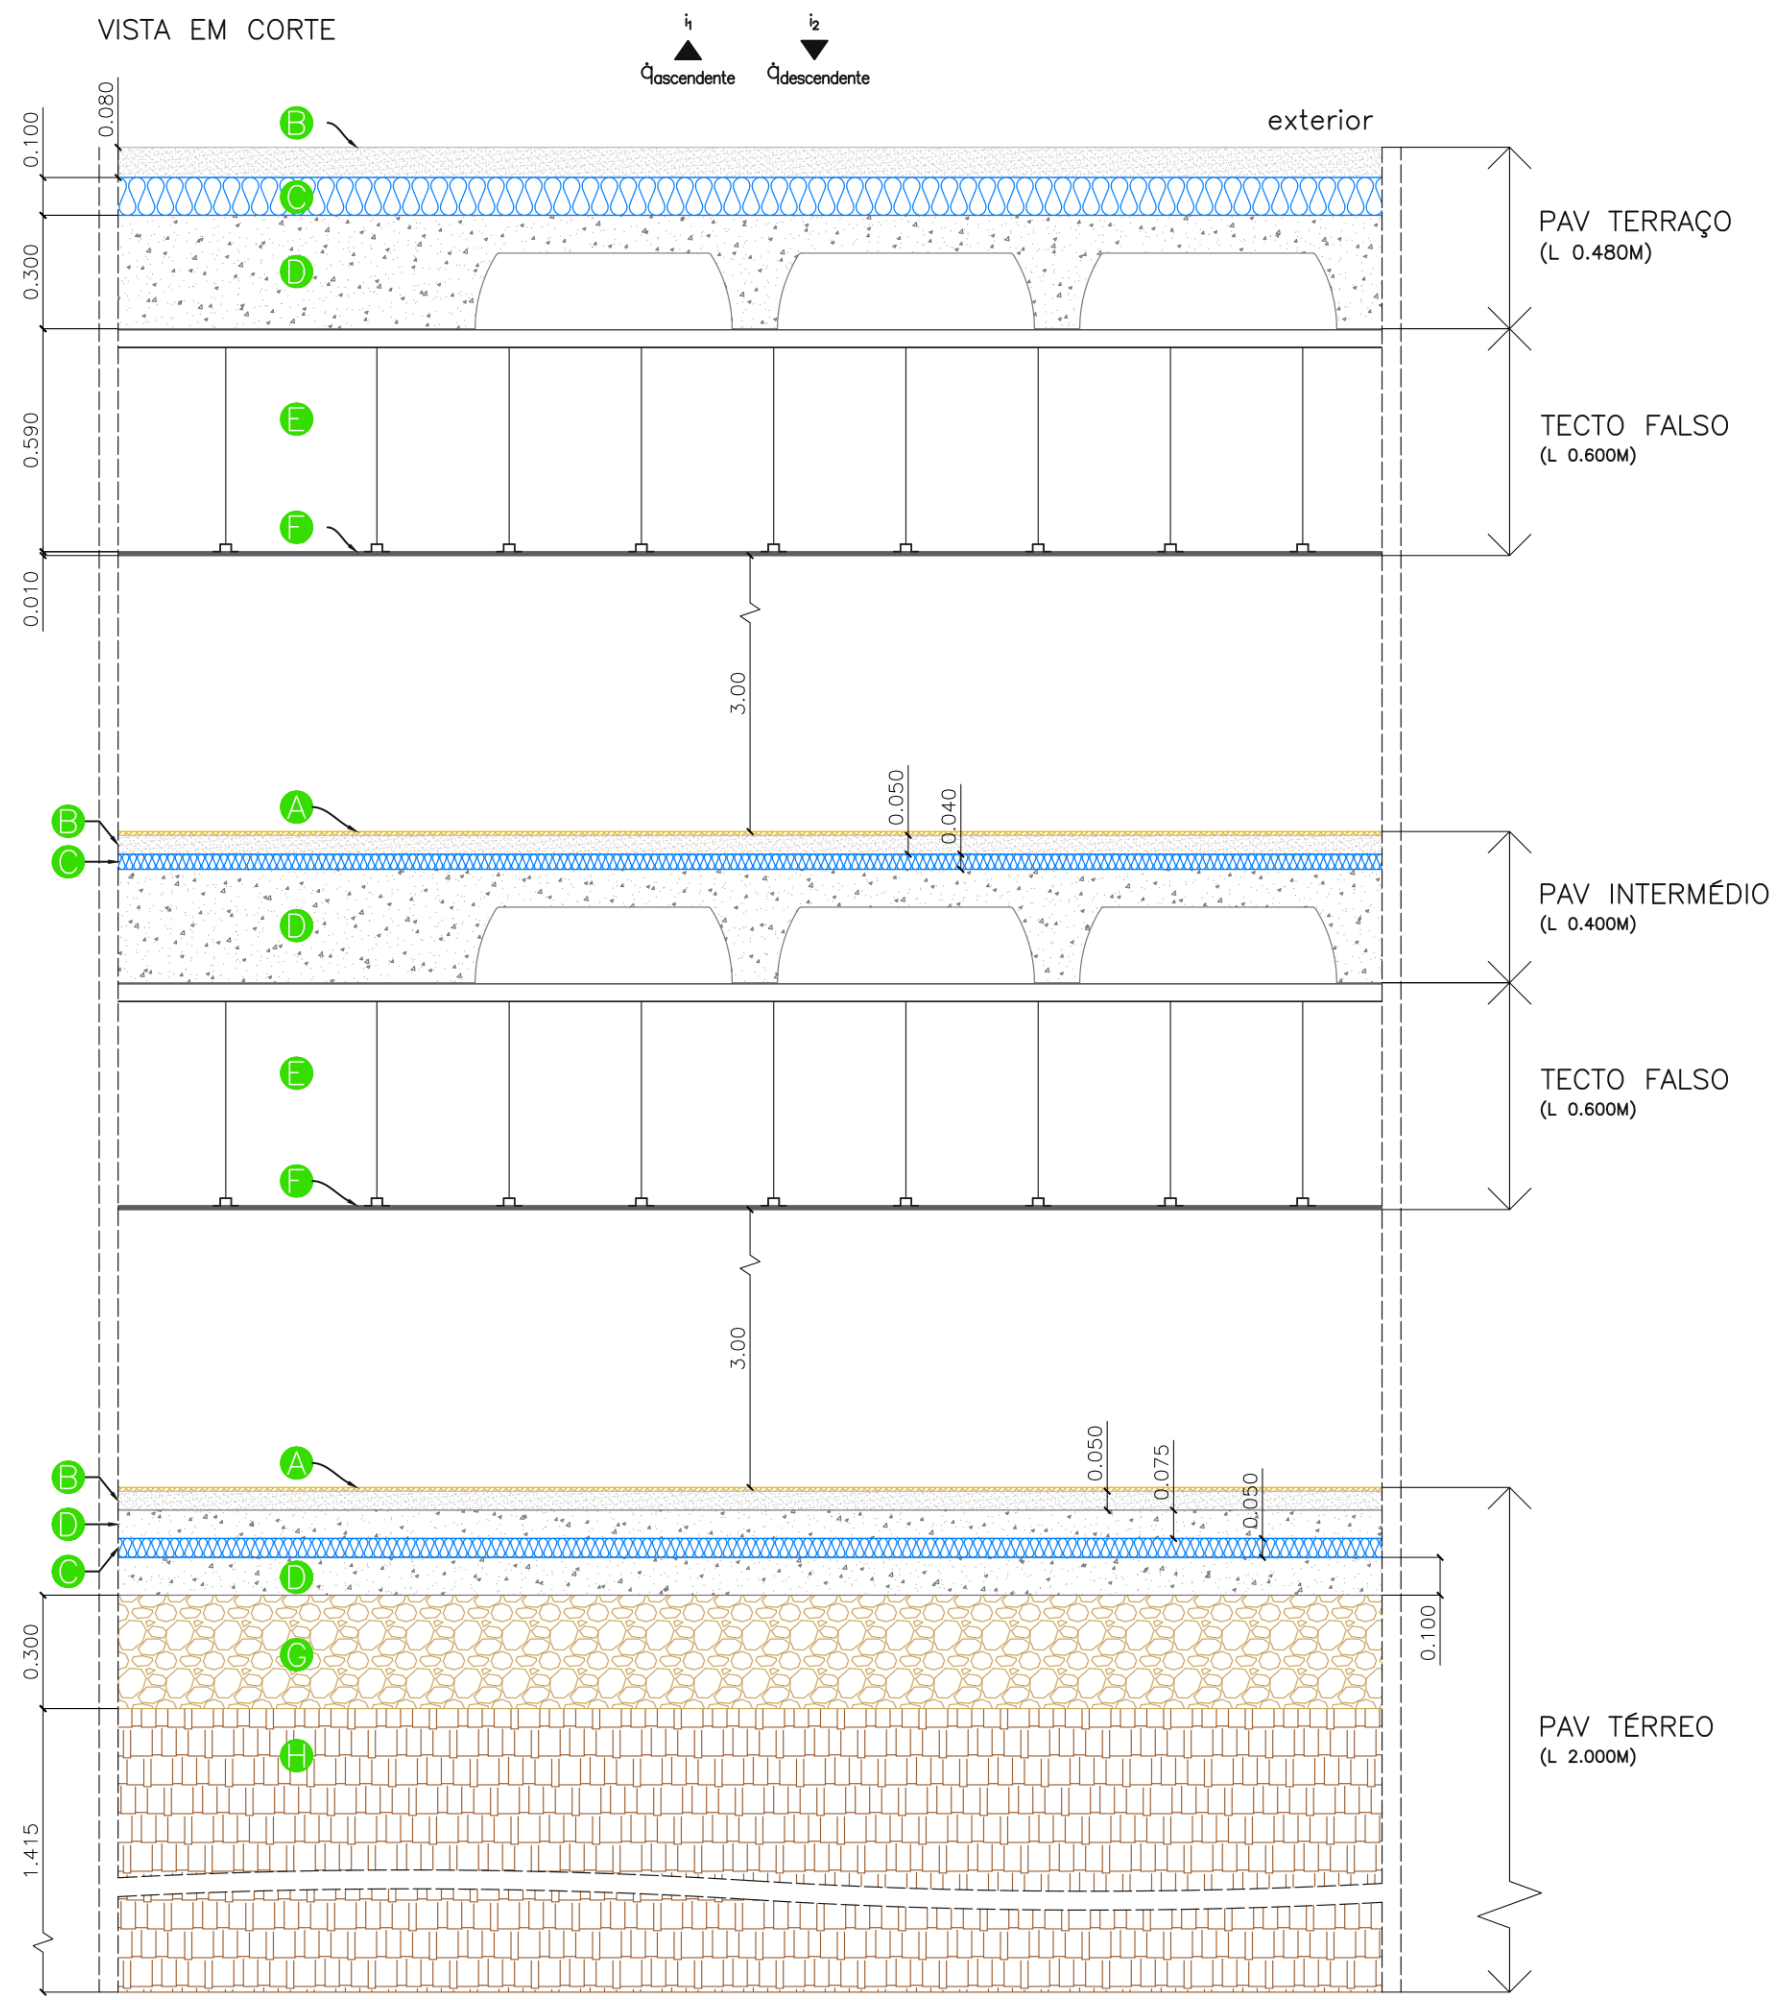 VISTA EM CORTE
i1
i2
q̇ascendente
q̇descendente
exterior
0.080
0.100
B
C
0.300
D
PAV TERRAÇO
(L 0.480M)
E
0.590
TECTO FALSO
(L 0.600M)
F
0.010
3.00
0.050
0.040
A
B
C
D
PAV INTERMÉDIO
(L 0.400M)
E
TECTO FALSO
(L 0.600M)
F
3.00
0.050
0.075
0.050
A
B
D
C
D
0.100
0.300
G
PAV TÉRREO
(L 2.000M)
H
1.415